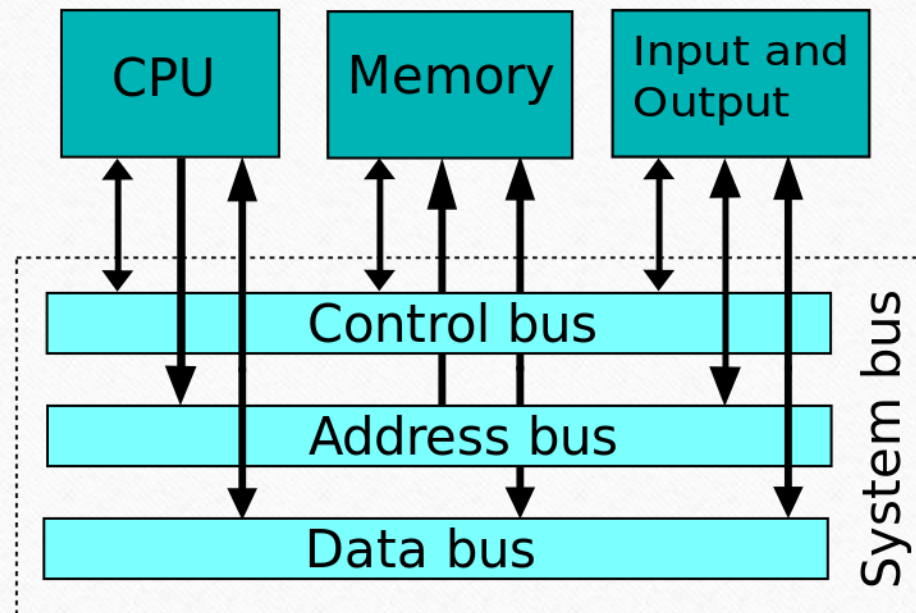 CPU
Memory
Input and
Output
Control bus
Address bus
Data bus
System bus